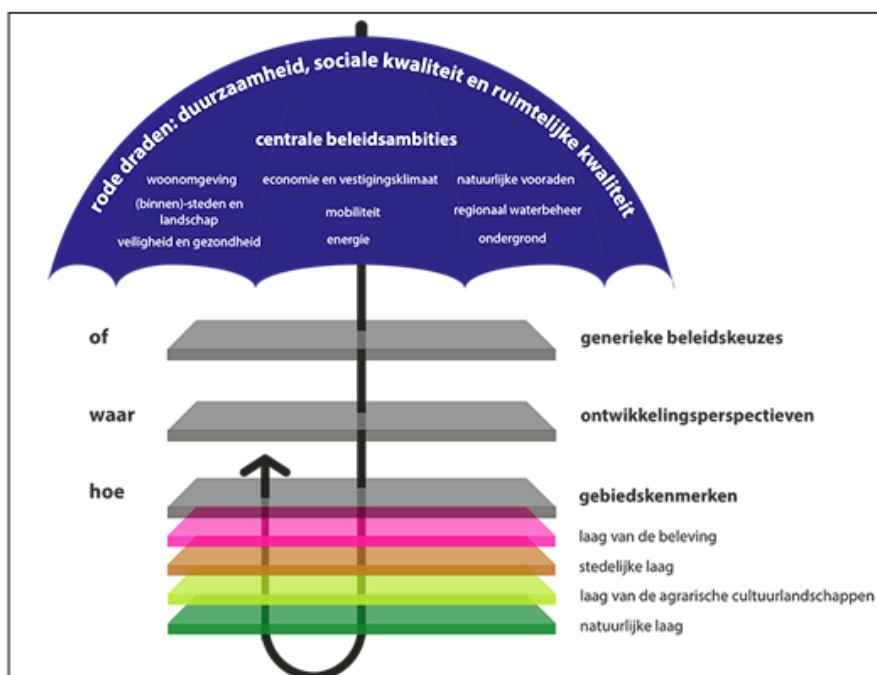 rode draden: duurzaamheid, sociale kwaliteit en ruimtelijke kwaliteit
centrale beleidsambities
woonomgeving
economie en vestigingsklimaat
natuurlijke vooraden
(binnen)-steden en
landschap
mobiliteit
regionaal waterbeheer
veiligheid en gezondheid
energie
ondergrond
of
generieke beleidskeuzes
waar
ontwikkelingsperspectieven
hoe
gebiedskenmerken
laag van de beleving
stedelijke laag
laag van de agrarische cultuurlandschappen
natuurlijke laag